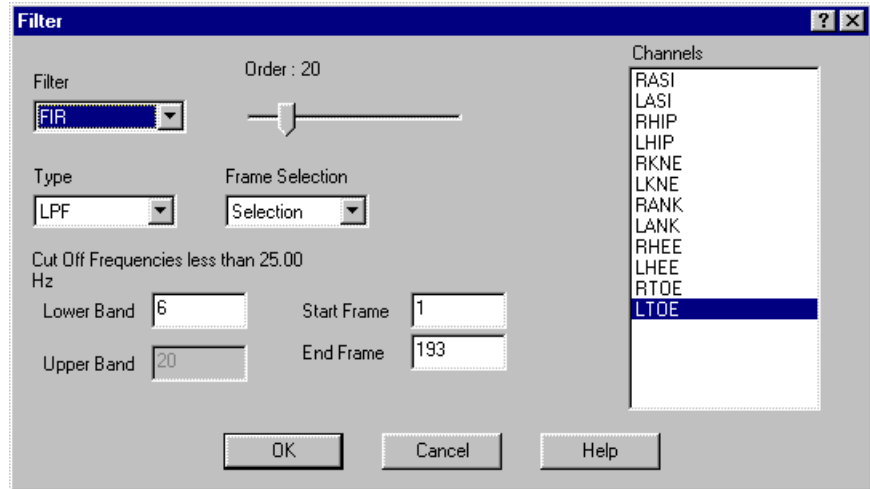 Filter
Order : 20
Filter
FIR
Type
LPF
Frame Selection
Selection
Cut Off Frequencies less than 25.00
Hz
Lower Band
6
Start Frame
1
Upper Band
20
End Frame
193
Channels
RASI
LASI
RHIP
LHIP
RKNE
LKNE
RANK
LANK
RHEE
LHEE
RTOE
LTOE
OK
Cancel
Help